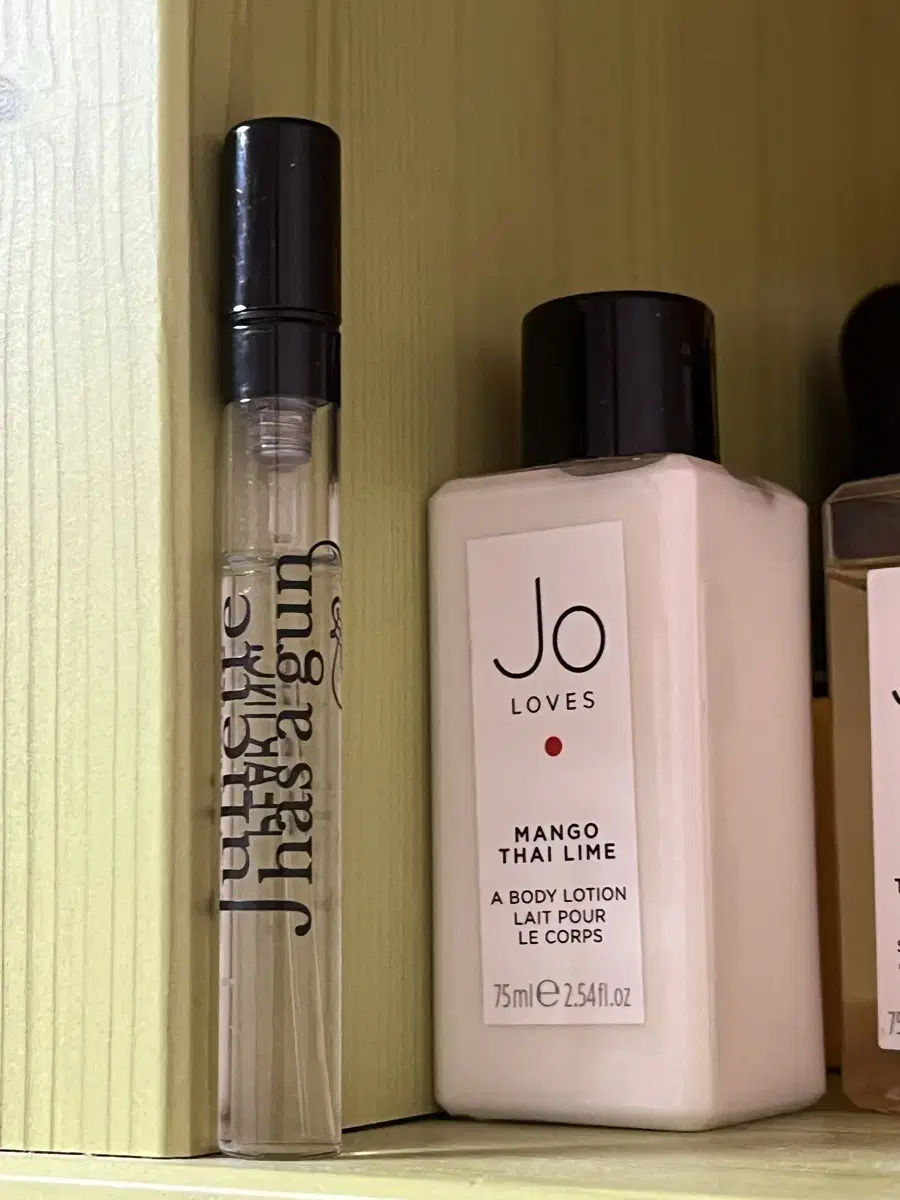 Juliette
has a gun
Jo
LOVES
MANGO
THAI LIME
A BODY LOTION
LAIT POUR
LE CORPS
75ml e 2.54fl.oz